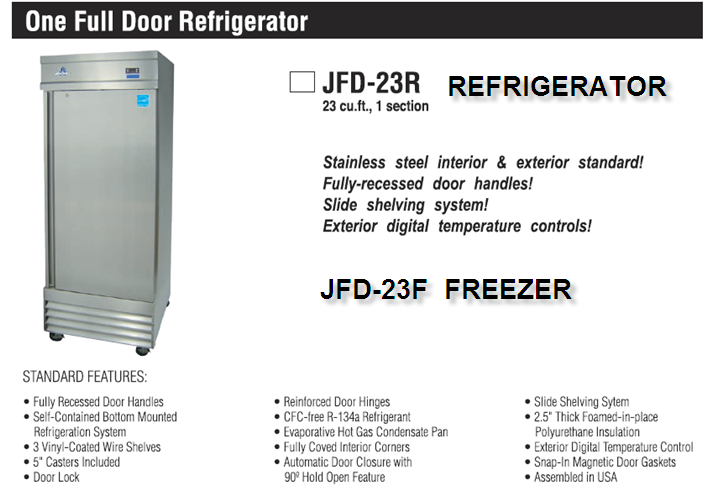 One Full Door Refrigerator
JFD-23R REFRIGERATOR
23 cu.ft., 1 section
Stainless steel interior & exterior standard!
Fully-recessed door handles!
Slide shelving system!
Exterior digital temperature controls!
JFD-23F FREEZER
STANDARD FEATURES:
• Fully Recessed Door Handles
• Self-Contained Bottom Mounted
Refrigeration System
• 3 Vinyl-Coated Wire Shelves
• 5" Casters Included
• Door Lock
• Reinforced Door Hinges
• CFC-free R-134a Refrigerant
• Evaporative Hot Gas Condensate Pan
• Fully Coved Interior Corners
• Automatic Door Closure with
90º Hold Open Feature
• Slide Shelving Sytem
• 2.5" Thick Foamed-in-place
Polyurethane Insulation
• Exterior Digital Temperature Control
• Snap-In Magnetic Door Gaskets
• Assembled in USA